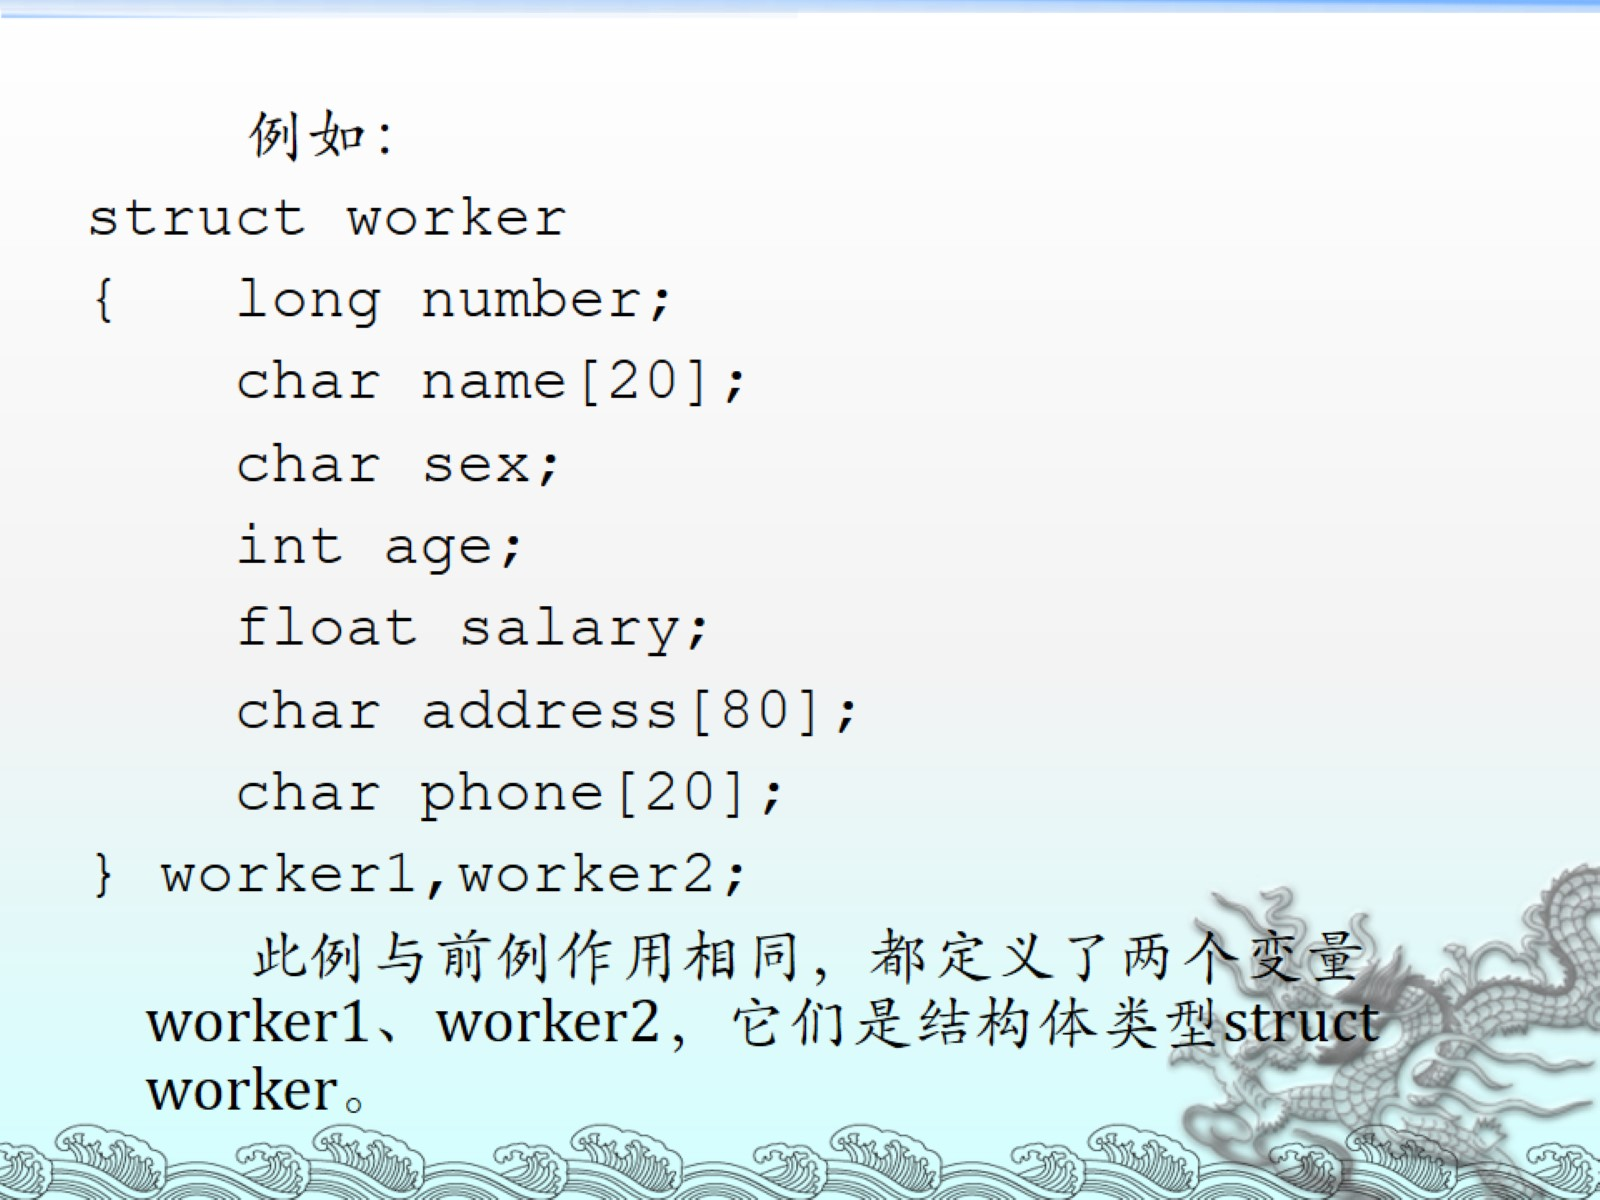 例如：
struct worker
{   long number;
    char name[20];
    char sex;
    int age;
    float salary;
    char address[80];
    char phone[20];
} worker1,worker2;
此例与前例作用相同，都定义了两个变量
worker1、worker2，它们是结构体类型struct
worker。